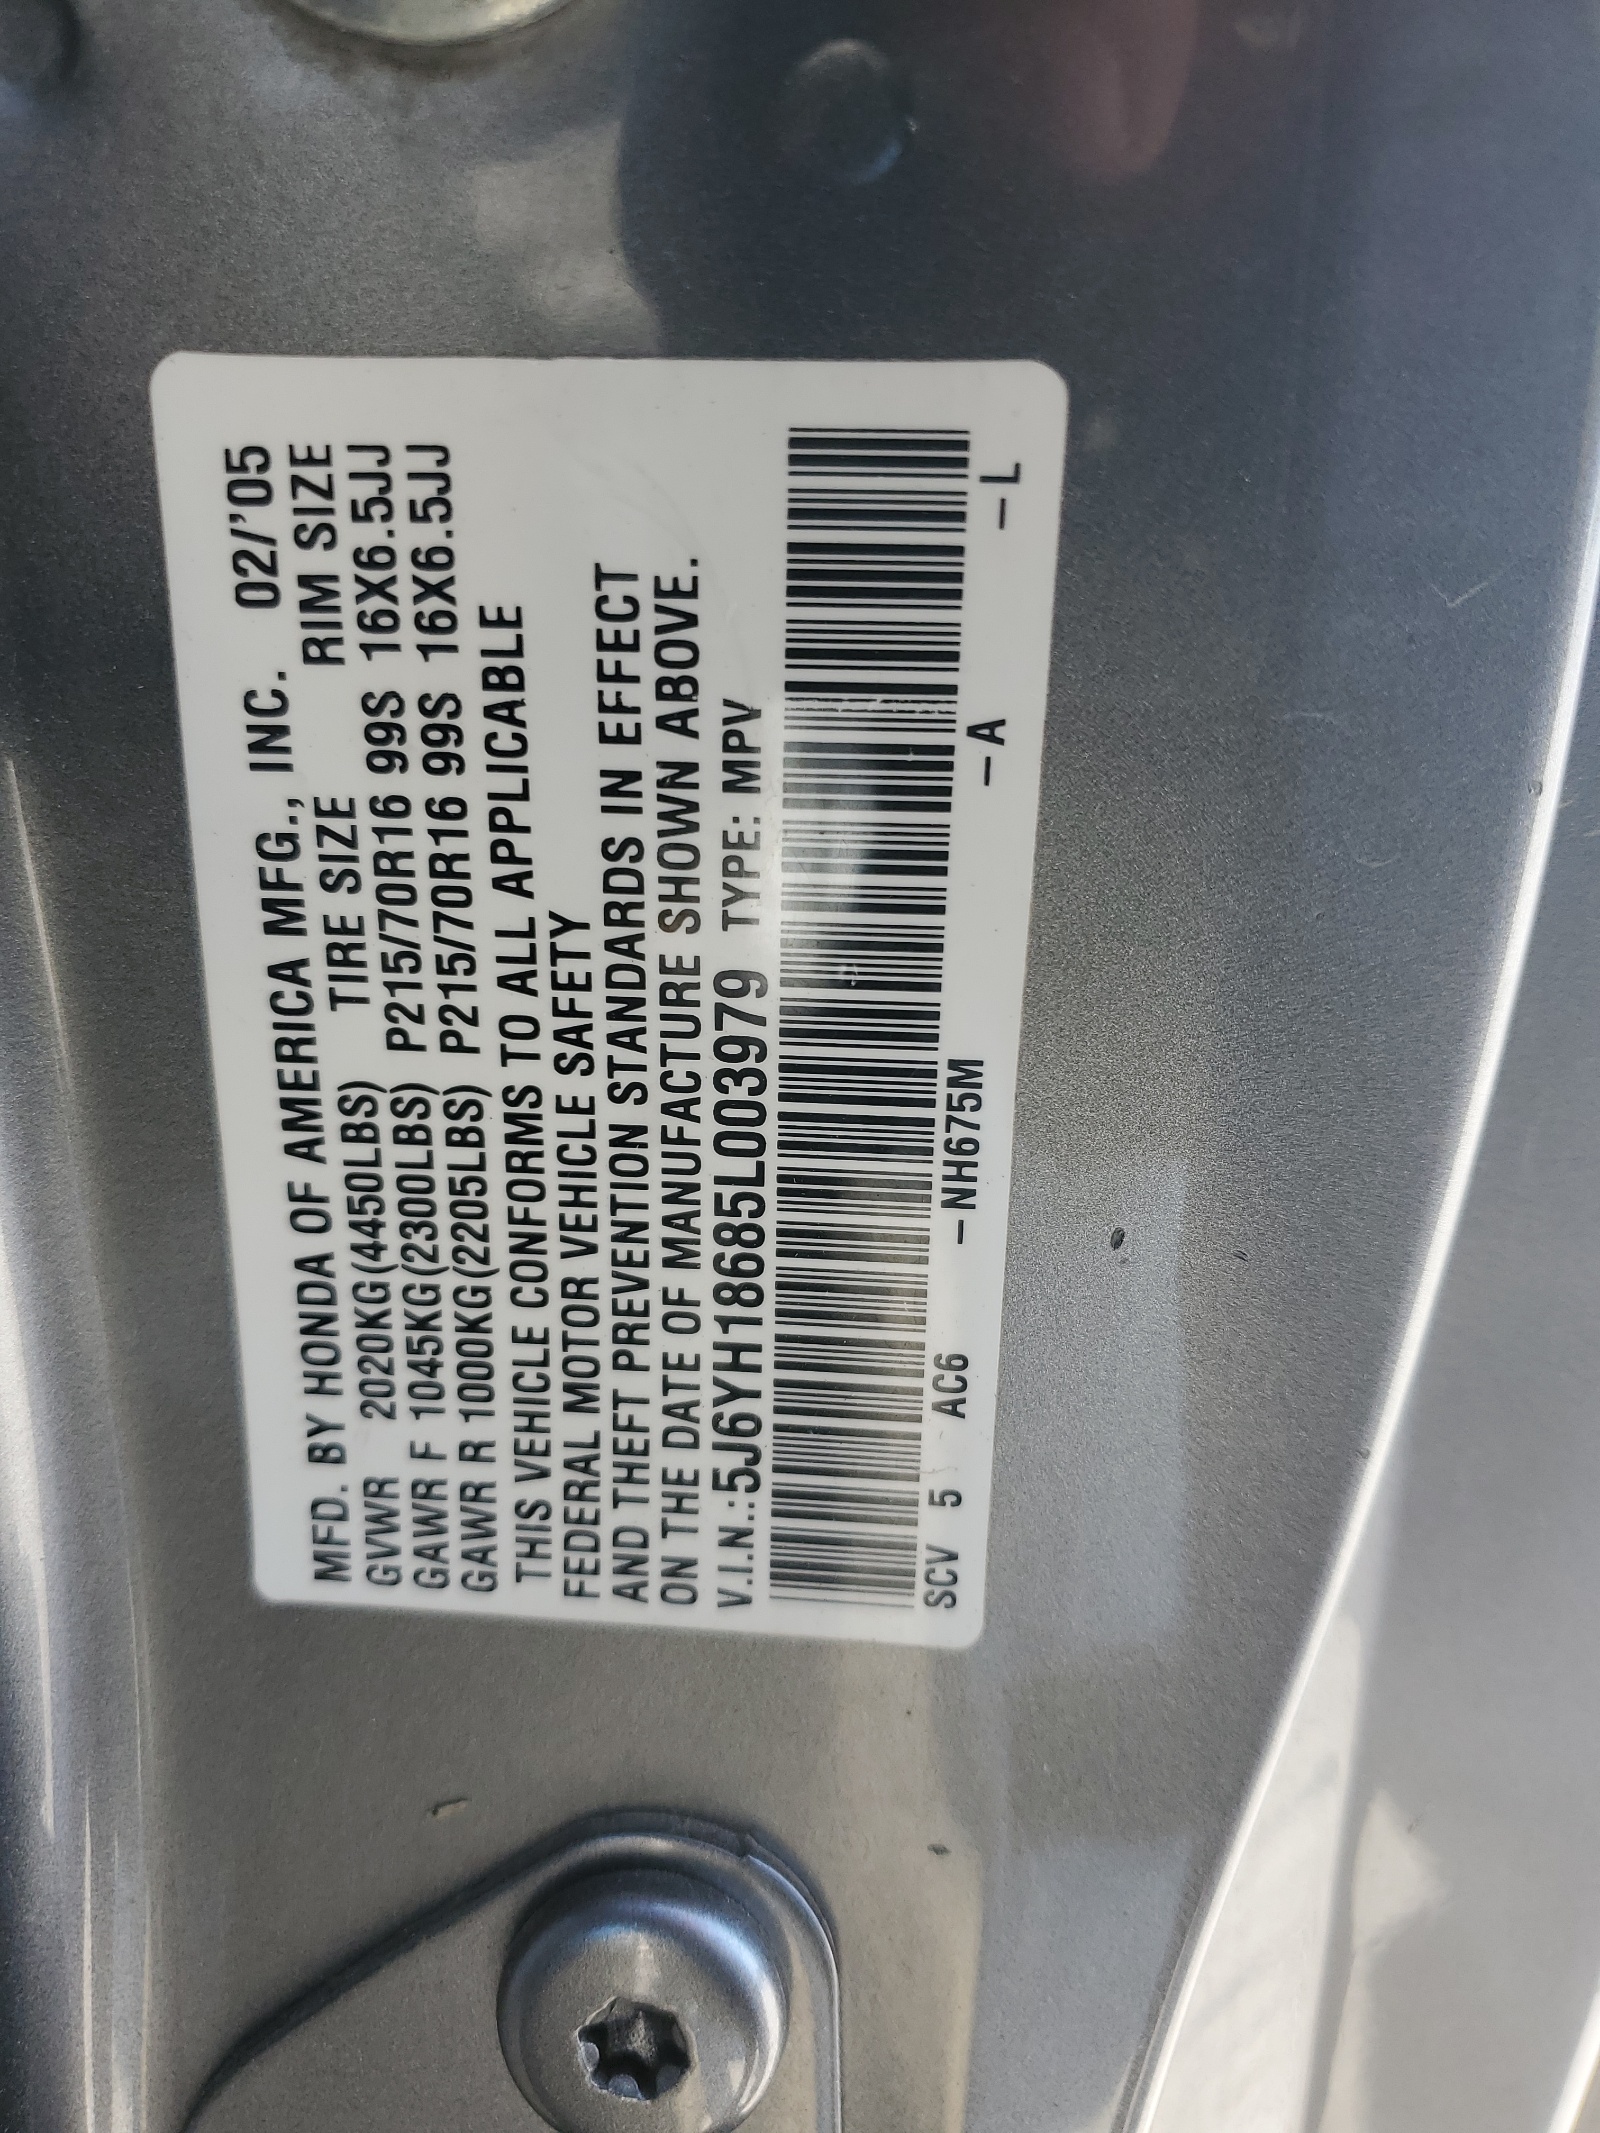 MFD. BY HONDA OF AMERICA MFG., INC. 02/'05
GVWR 2020KG(4450LBS) TIRE SIZE RIM SIZE
GAWR F 1045KG(2300LBS) P215/70R16 99S 16X6.5JJ
GAWR R 1000KG(2205LBS) P215/70R16 99S 16X6.5JJ
THIS VEHICLE CONFORMS TO ALL APPLICABLE
FEDERAL MOTOR VEHICLE SAFETY
AND THEFT PREVENTION STANDARDS IN EFFECT
ON THE DATE OF MANUFACTURE SHOWN ABOVE.
V.I.N.:5J6YH18685L003979 TYPE: MPV
SCV 5 AC6 –NH675M –A –L